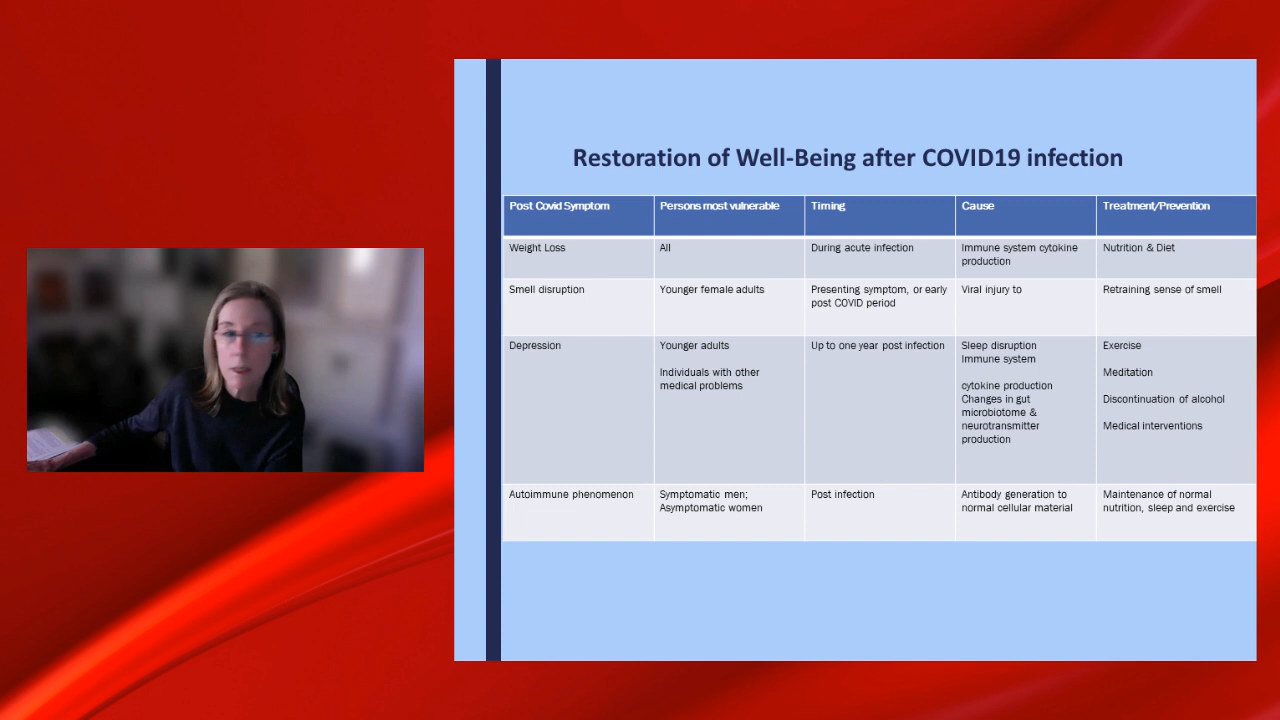 Restoration of Well-Being after COVID19 infection
Post Covid Symptom
Persons most vulnerable
Timing
Cause
Treatment/Prevention
Weight Loss
All
During acute infection
Immune system cytokine
production
Nutrition & Diet
Smell disruption
Younger female adults
Presenting symptom, or early
post COVID period
Viral injury to
Retraining sense of smell
Depression
Younger adults
Individuals with other
medical problems
Up to one year post infection
Sleep disruption
Immune system
cytokine production
Changes in gut
microbiotome &
neurotransmitter
production
Exercise
Meditation
Discontinuation of alcohol
Medical interventions
Autoimmune phenomenon
Symptomatic men;
Asymptomatic women
Post infection
Antibody generation to
normal cellular material
Maintenance of normal
nutrition, sleep and exercise